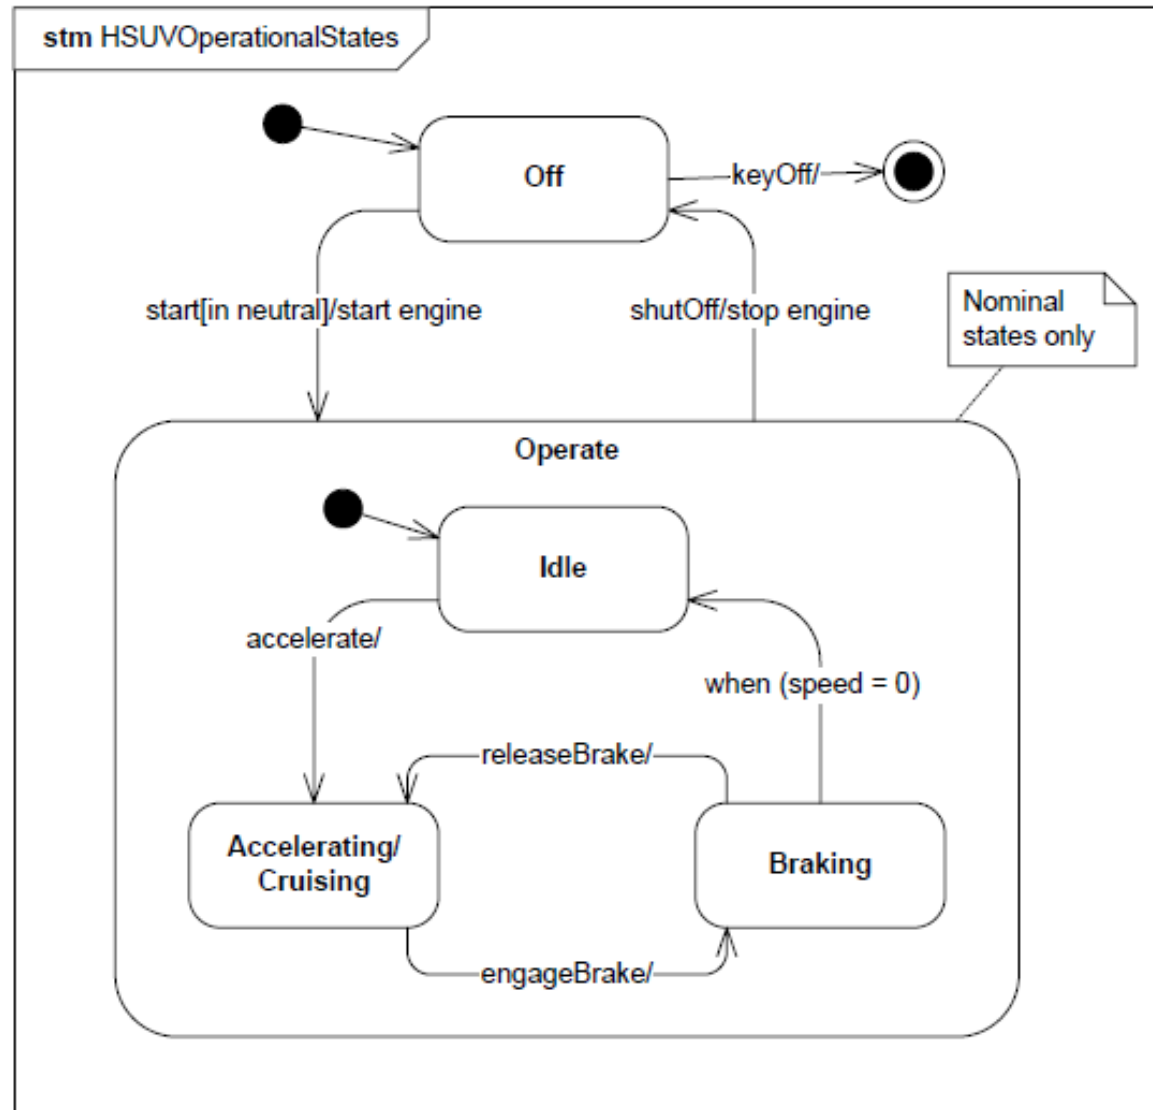 stm HSUVOperationalStates
Off
keyOff/
start[in neutral]/start engine
shutOff/stop engine
Nominal
states only
Operate
Idle
accelerate/
when (speed = 0)
releaseBrake/
Accelerating/
Cruising
Braking
engageBrake/